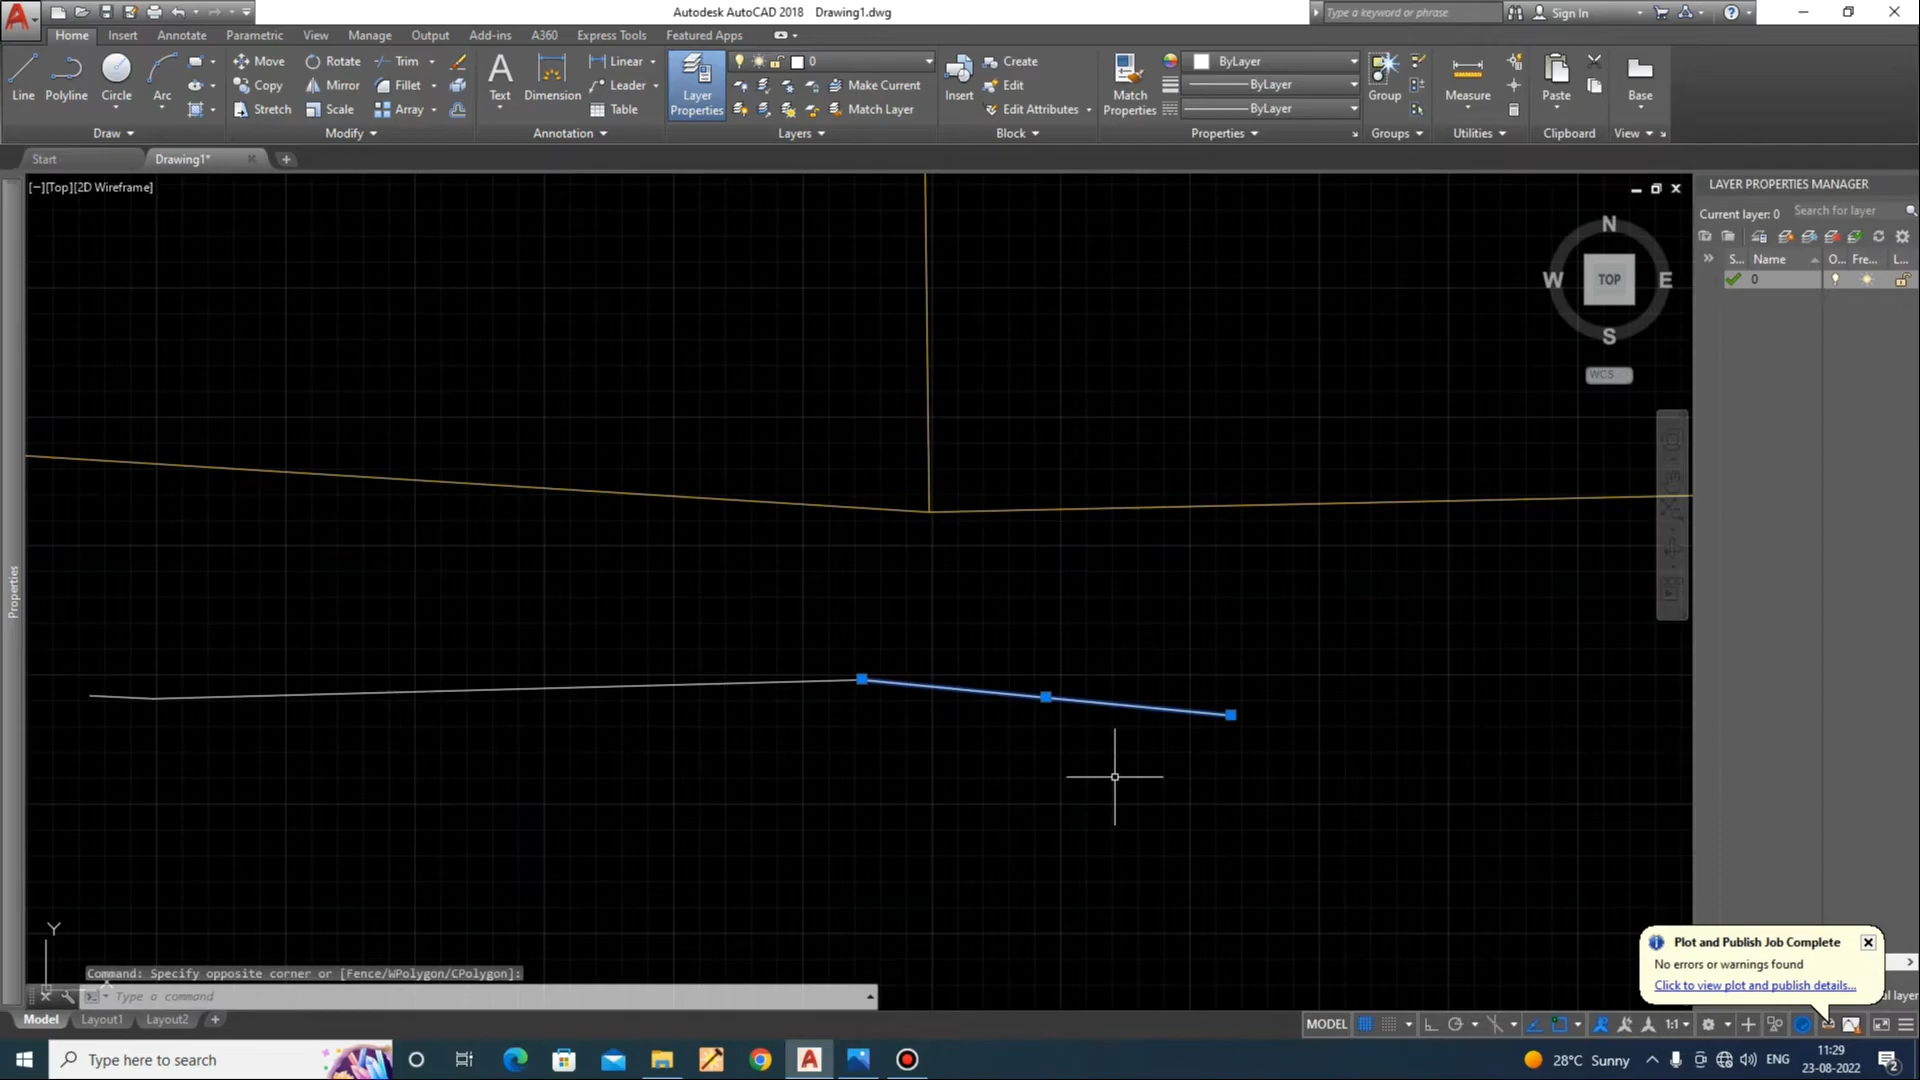 Autodesk AutoCAD 2018 Drawing1.dwg
Type a keyword or phrase
Sign In
Home Insert Annotate Parametric View Manage Output Add-ins A360 Express Tools Featured Apps
Line Polyline Circle Arc
Move Rotate Trim
Copy Mirror Fillet
Stretch Scale Array
Text Dimension
Linear
Leader
Table
Layer Properties
0
Make Current
Match Layer
Insert
Create
Edit
Edit Attributes
Match Properties
ByLayer
ByLayer
ByLayer
Group Measure Paste Base
Draw Modify Annotation Layers Block Properties Groups Utilities Clipboard View
Start Drawing1*
[−][Top][2D Wireframe]
LAYER PROPERTIES MANAGER
Current layer: 0 Search for layer
S... Name O... Fre... L...
0
N
W TOP E
S
WCS
Properties
Y
Command: Specify opposite corner or [Fence/WPolygon/CPolygon]:
Type a command
Plot and Publish Job Complete
No errors or warnings found
Click to view plot and publish details...
Model Layout1 Layout2
MODEL 1:1
Type here to search
28°C Sunny ENG
11:29
23-08-2022
2